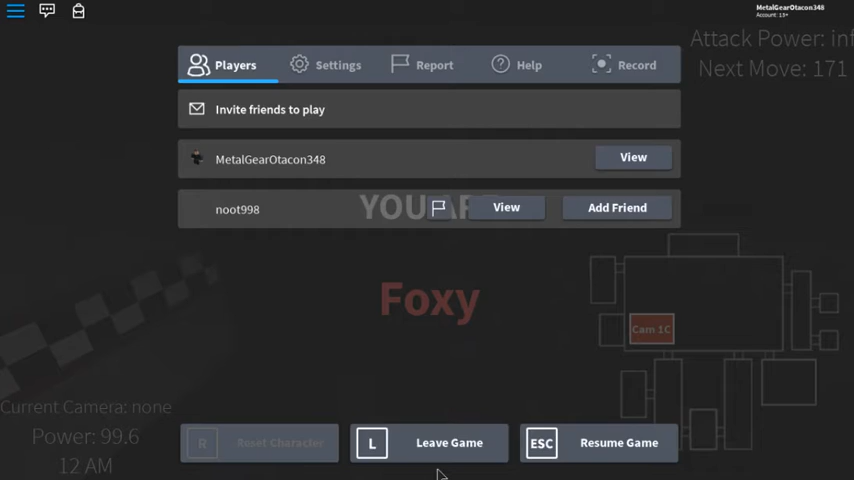 MetalGearOtacon348
Account: 13+
Attack Power: inf
Next Move: 171
Players
Settings
Report
Help
Record
Invite friends to play
MetalGearOtacon348
View
noot998
YOU ARE
View
Add Friend
Foxy
Cam 1C
Current Camera: none
Power: 99.6
12 AM
R
Reset Character
L
Leave Game
ESC
Resume Game